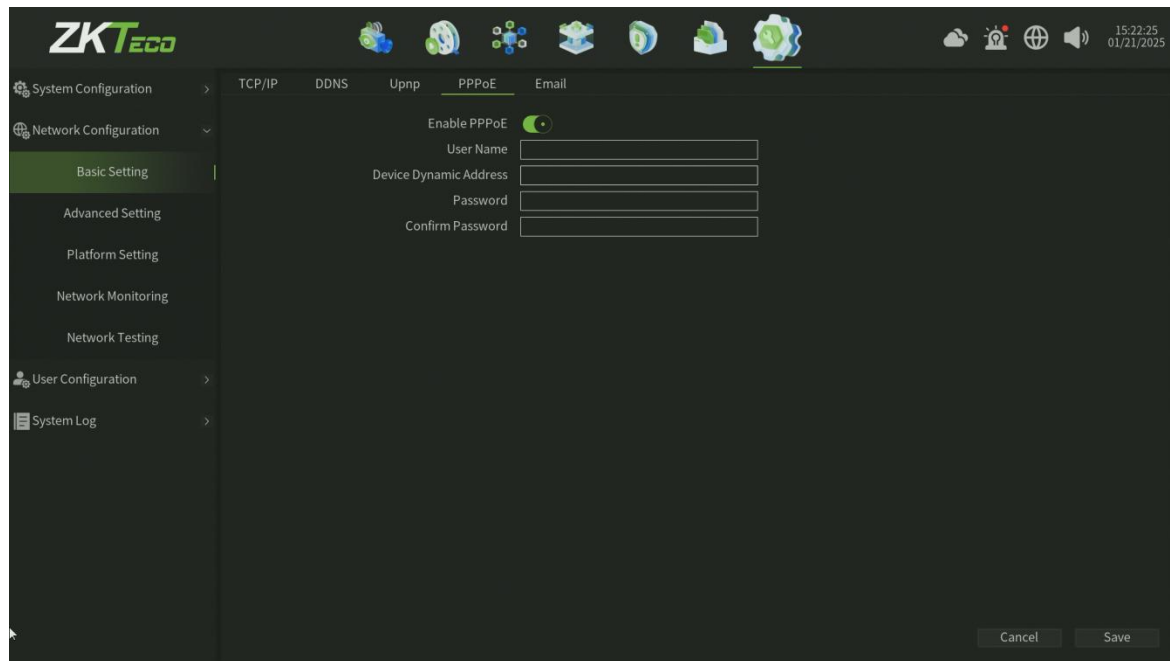 ZKTECO
15:22:25
01/21/2025
System Configuration
Network Configuration
Basic Setting
Advanced Setting
Platform Setting
Network Monitoring
Network Testing
User Configuration
System Log
TCP/IP DDNS Upnp PPPoE Email
Enable PPPoE
User Name
Device Dynamic Address
Password
Confirm Password
Cancel Save